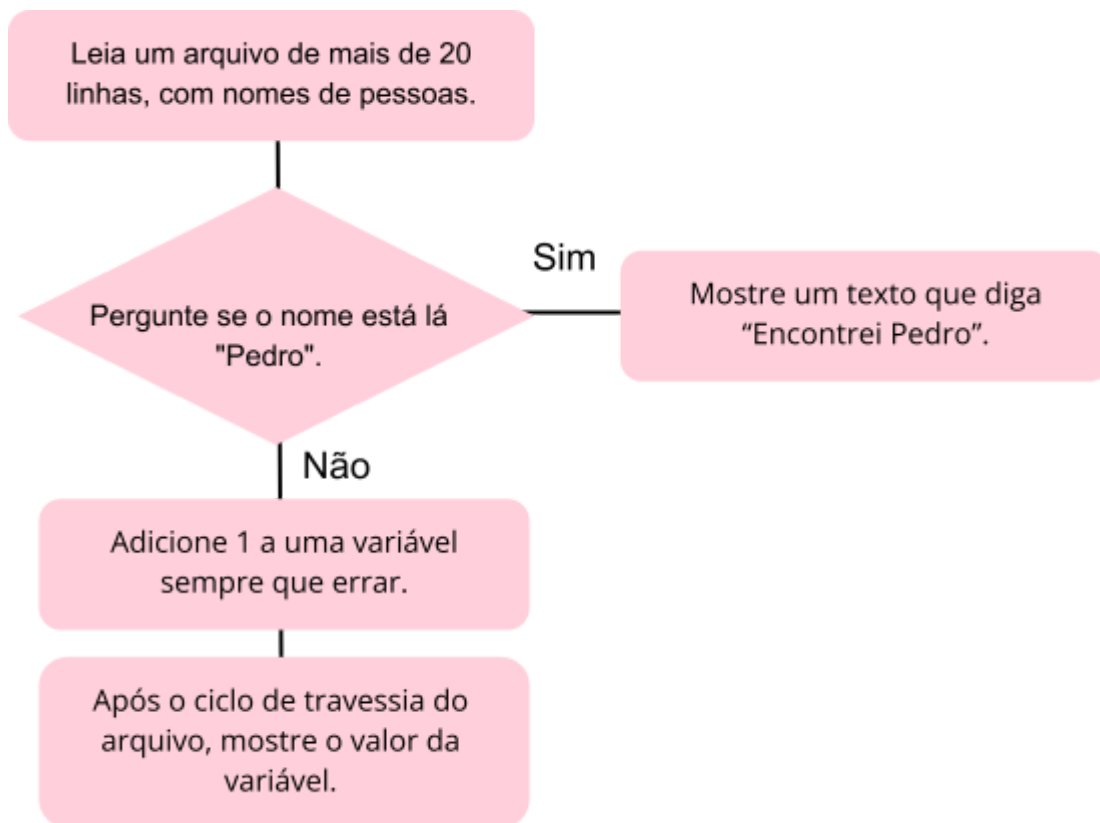 Leia um arquivo de mais de 20
linhas, com nomes de pessoas.
Pergunte se o nome está lá
"Pedro".
Sim
Mostre um texto que diga
“Encontrei Pedro”.
Não
Adicione 1 a uma variável
sempre que errar.
Após o ciclo de travessia do
arquivo, mostre o valor da
variável.